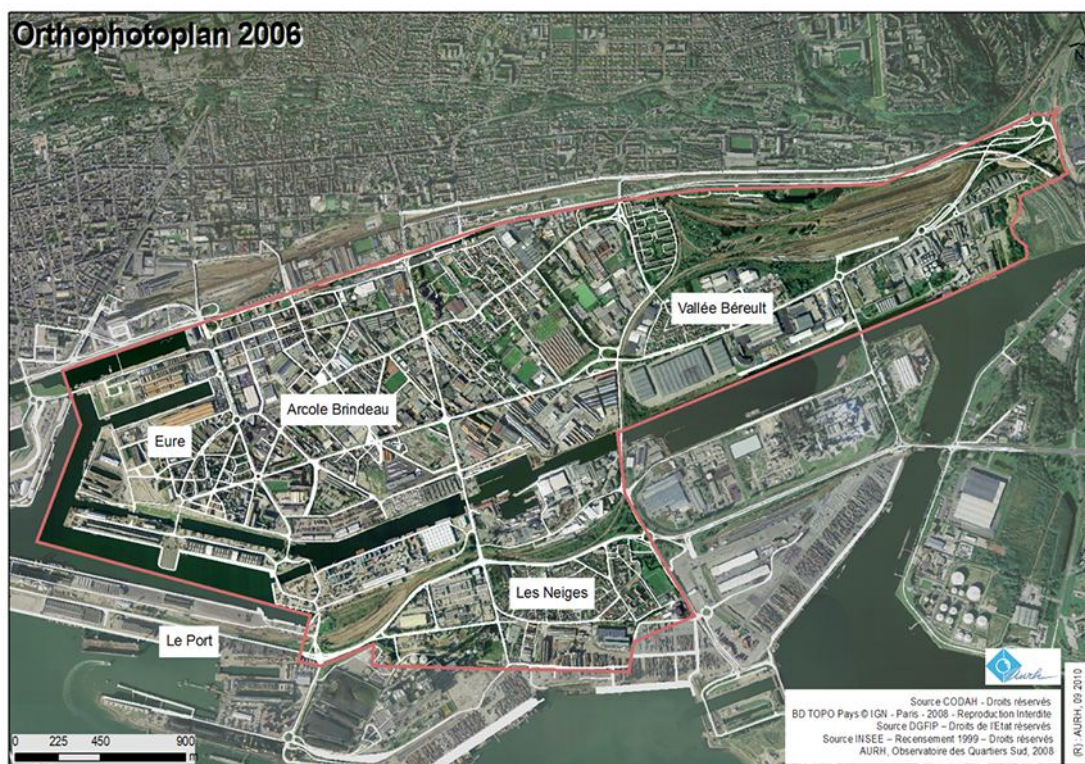 Orthophotoplan 2006
Vallée Béreult
Arcole Brindeau
Eure
Les Neiges
Le Port
aurh
0 225 450 900
m
Source CODAH - Droits réservés
BD TOPO Pays © IGN - Paris - 2008 - Reproduction Interdite
Source DGFIP – Droits de l'Etat réservés
Source INSEE – Recensement 1999 – Droits réservés
AURH, Observatoire des Quartiers Sud, 2008
(R) : AURH, 09.2010